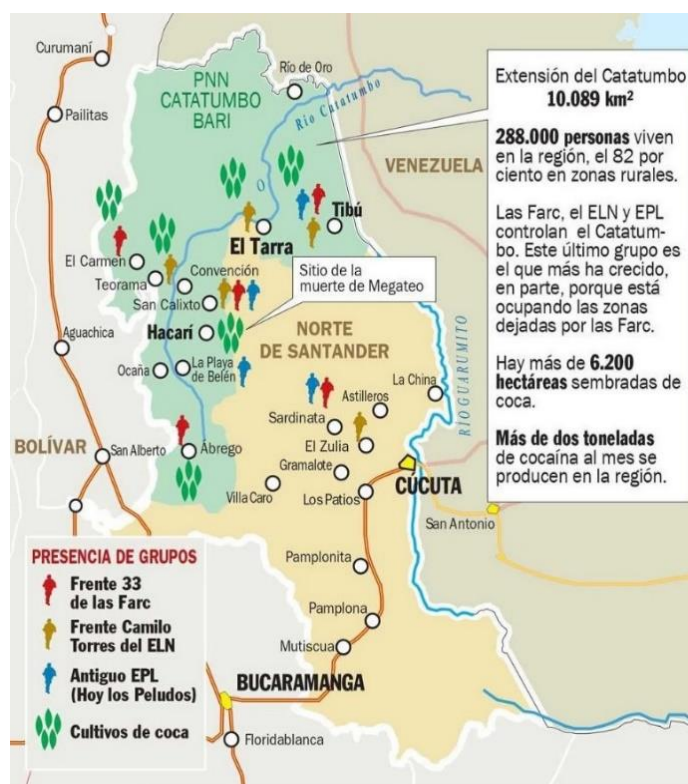 Curumaní
Pailitas
PNN
CATATUMBO
BARI
Río de Oro
Río Catatumbo
VENEZUELA
Tibú
El Tarra
El Carmen
Teorama
Convención
San Calixto
Hacarí
Aguachica
Ocaña
La Playa
de Belén
Sitio de la
muerte de Megateo
NORTE
DE SANTANDER
La China
Astilleros
Sardinata
El Zulia
Gramalote
Villa Caro
BOLÍVAR
San Alberto
Ábrego
CÚCUTA
Los Patios
San Antonio
RÍO GUARUMITO
Pamplonita
Pamplona
Mutiscua
BUCARAMANGA
Floridablanca
Extensión del Catatumbo
10.089 km²
288.000 personas viven
en la región, el 82 por
ciento en zonas rurales.
Las Farc, el ELN y EPL
controlan el Catatum-
bo. Este último grupo es
el que más ha crecido,
en parte, porque está
ocupando las zonas
dejadas por las Farc.
Hay más de 6.200
hectáreas sembradas de
coca.
Más de dos toneladas
de cocaína al mes se
producen en la región.
PRESENCIA DE GRUPOS
Frente 33
de las Farc
Frente Camilo
Torres del ELN
Antiguo EPL
(Hoy los Peludos)
Cultivos de coca